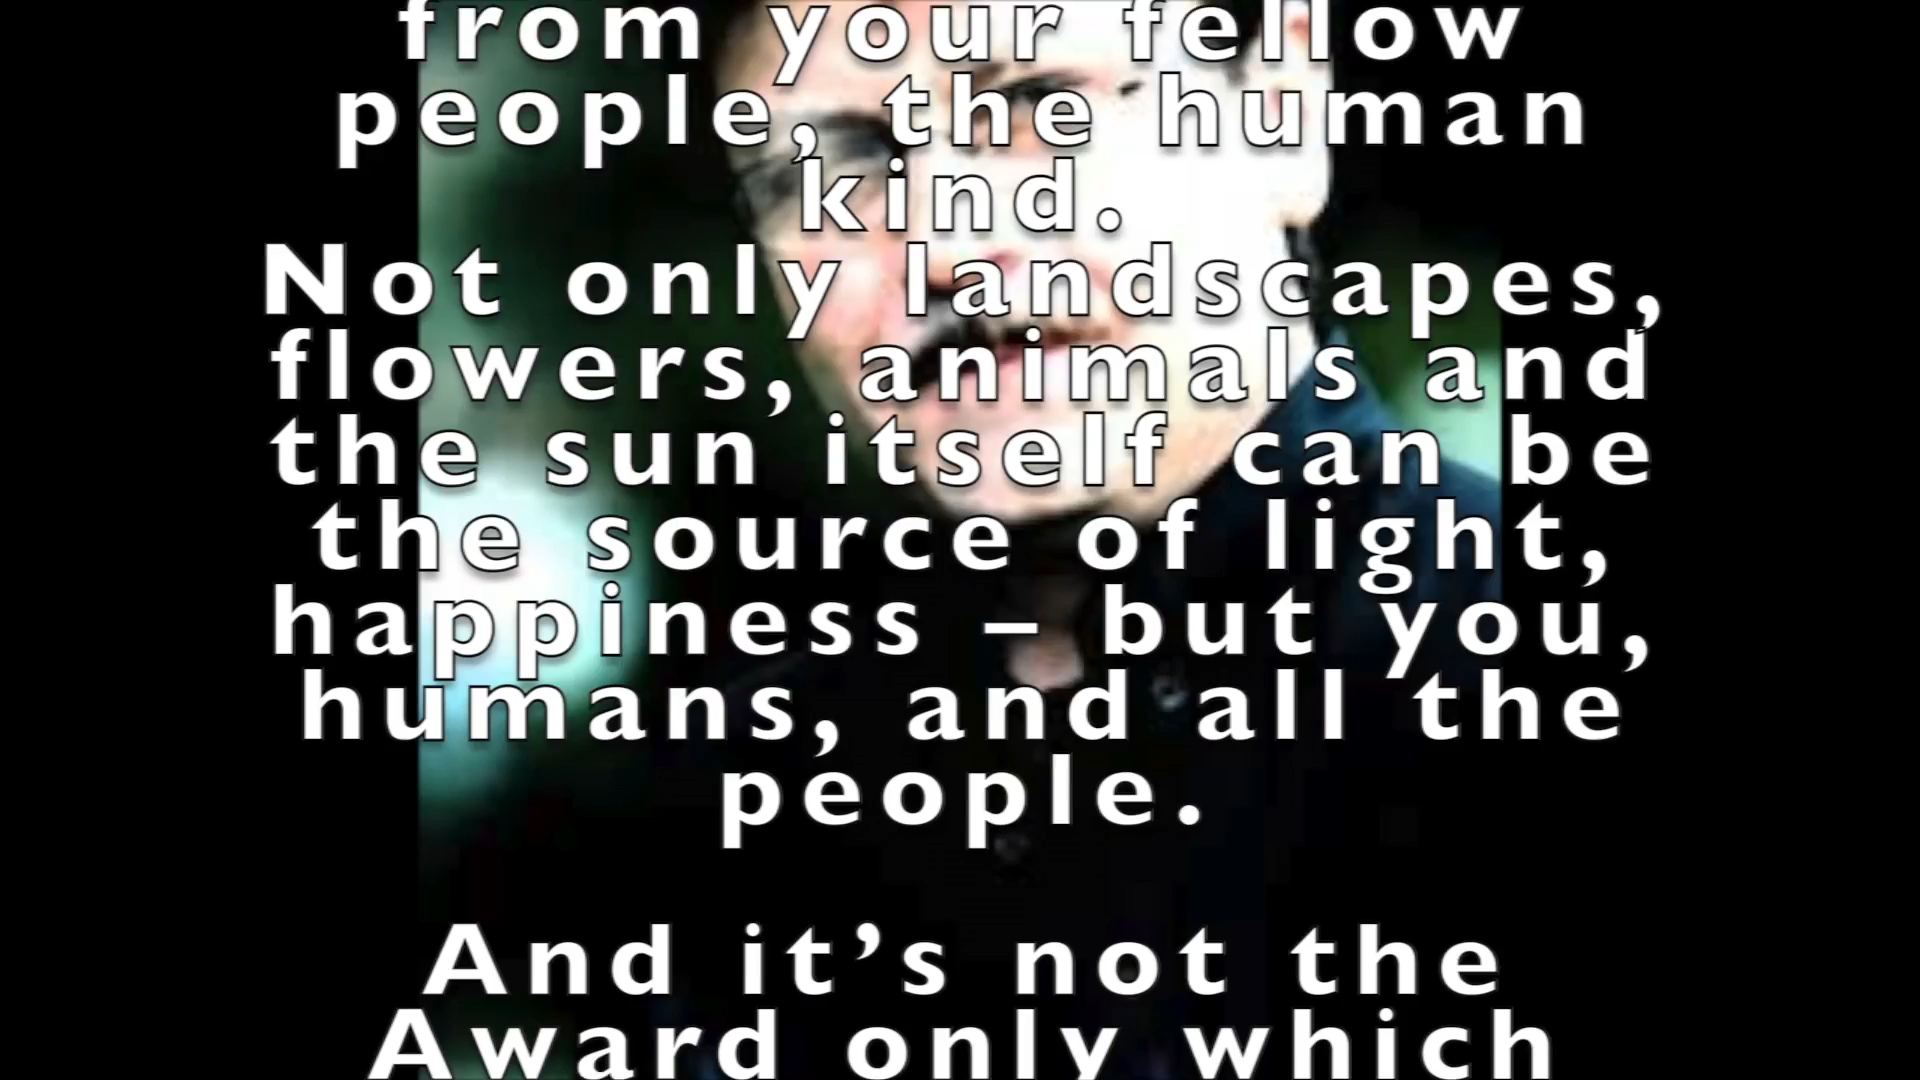 from your fellow
people, the human
kind.
Not only landscapes,
flowers, animals and
the sun itself can be
the source of light,
happiness – but you,
humans, and all the
people.
And it’s not the
Award only which